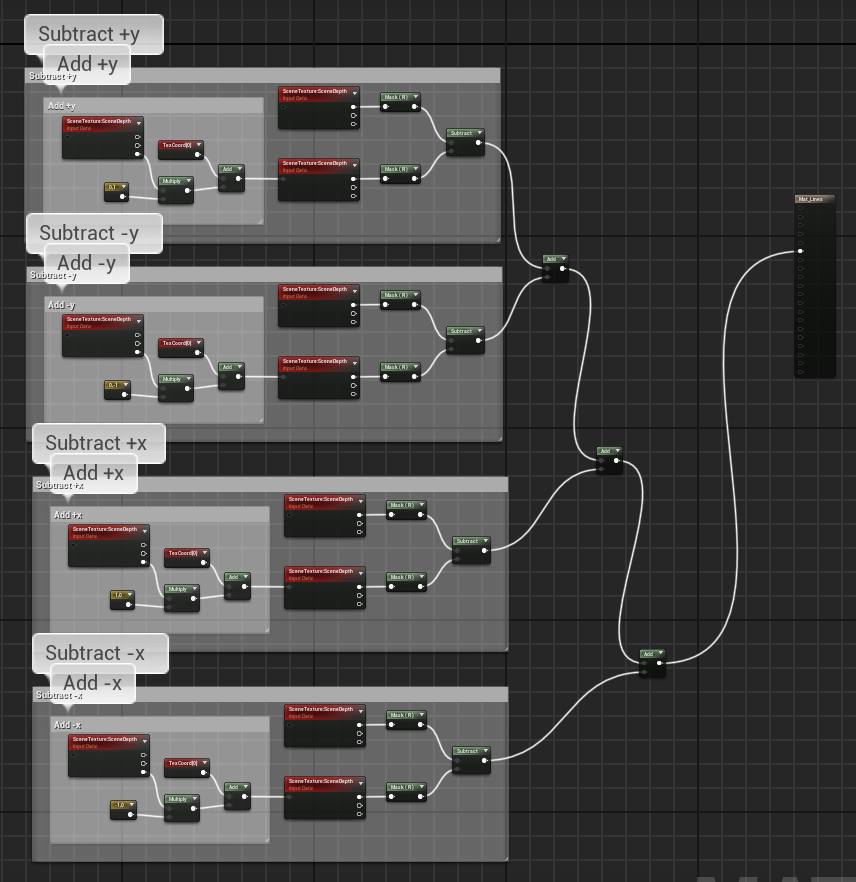 Subtract +y
Add +y
Subtract +y
Add +y
SceneTexture:SceneDepth
Input Data
TexCoord[0]
0,1
Multiply
Add
SceneTexture:SceneDepth
Input Data
Mask ( R )
SceneTexture:SceneDepth
Input Data
Mask ( R )
Subtract
Subtract -y
Add -y
Subtract -y
Add -y
SceneTexture:SceneDepth
Input Data
TexCoord[0]
0,-1
Multiply
Add
SceneTexture:SceneDepth
Input Data
Mask ( R )
SceneTexture:SceneDepth
Input Data
Mask ( R )
Subtract
Subtract +x
Add +x
Subtract +x
Add +x
SceneTexture:SceneDepth
Input Data
TexCoord[0]
1,0
Multiply
Add
SceneTexture:SceneDepth
Input Data
Mask ( R )
SceneTexture:SceneDepth
Input Data
Mask ( R )
Subtract
Subtract -x
Add -x
Subtract -x
Add -x
SceneTexture:SceneDepth
Input Data
TexCoord[0]
-1,0
Multiply
Add
SceneTexture:SceneDepth
Input Data
Mask ( R )
SceneTexture:SceneDepth
Input Data
Mask ( R )
Subtract
Add
Add
Add
Mat_Lines